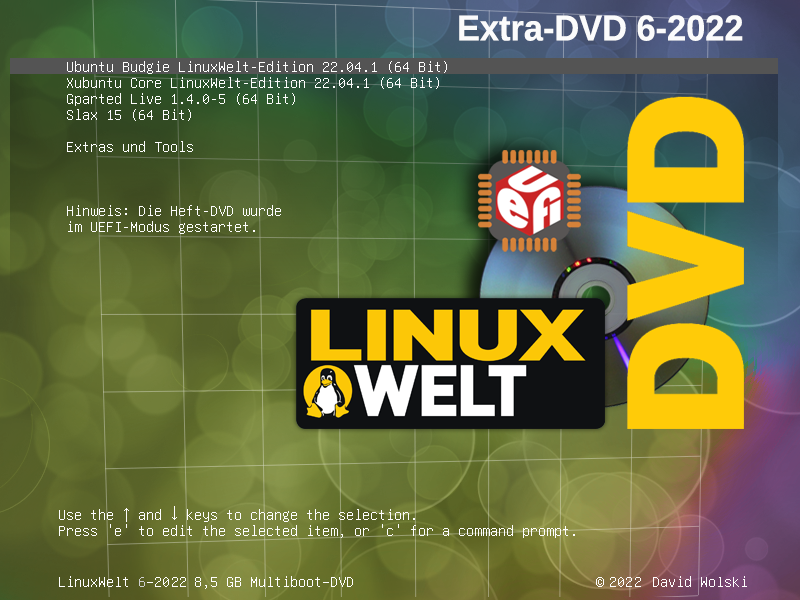 Extra-DVD 6-2022
Ubuntu Budgie LinuxWelt-Edition 22.04.1 (64 Bit)
Xubuntu Core LinuxWelt-Edition 22.04.1 (64 Bit)
Gparted Live 1.4.0-5 (64 Bit)
Slax 15 (64 Bit)
Extras und Tools
Hinweis: Die Heft-DVD wurde
im UEFI-Modus gestartet.
uefi
DVD
LINUX
WELT
Use the ↑ and ↓ keys to change the selection.
Press 'e' to edit the selected item, or 'c' for a command prompt.
LinuxWelt 6-2022 8,5 GB Multiboot-DVD
© 2022 David Wolski